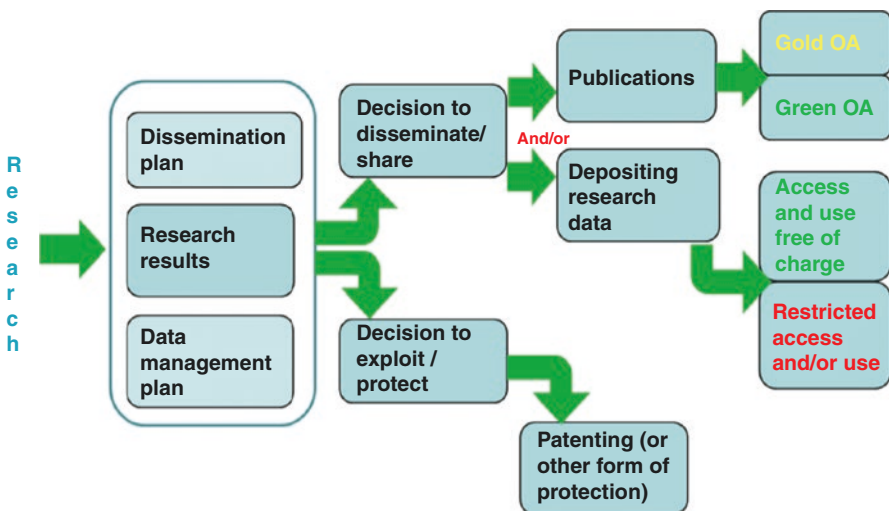 Research
Dissemination
plan
Research
results
Data
management
plan
Decision to
disseminate/
share
And/or
Decision to
exploit /
protect
Publications
Depositing
research
data
Patenting (or
other form of
protection)
Gold OA
Green OA
Access
and use
free of
charge
Restricted
access
and/or use